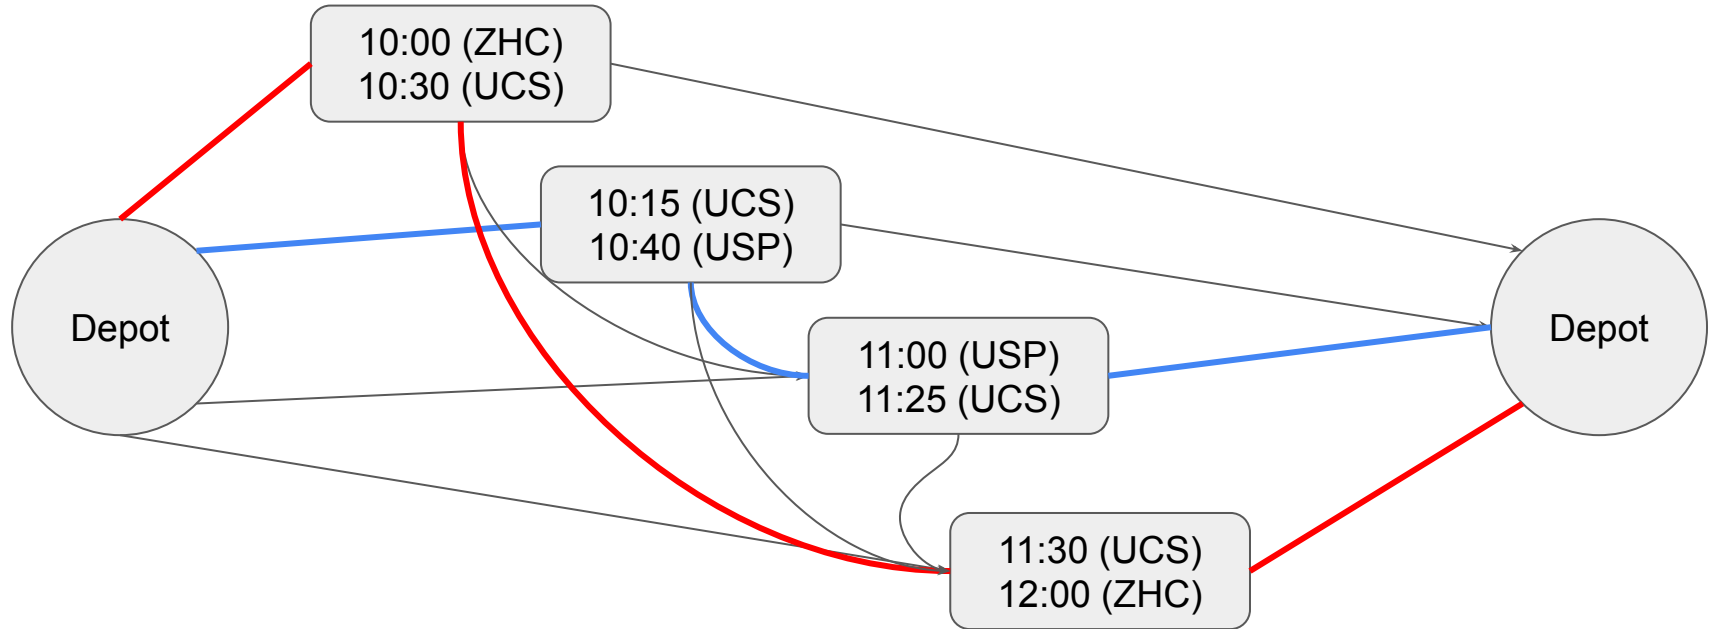 10:00 (ZHC)
10:30 (UCS)
10:15 (UCS)
10:40 (USP)
Depot
Depot
11:00 (USP)
11:25 (UCS)
11:30 (UCS)
12:00 (ZHC)